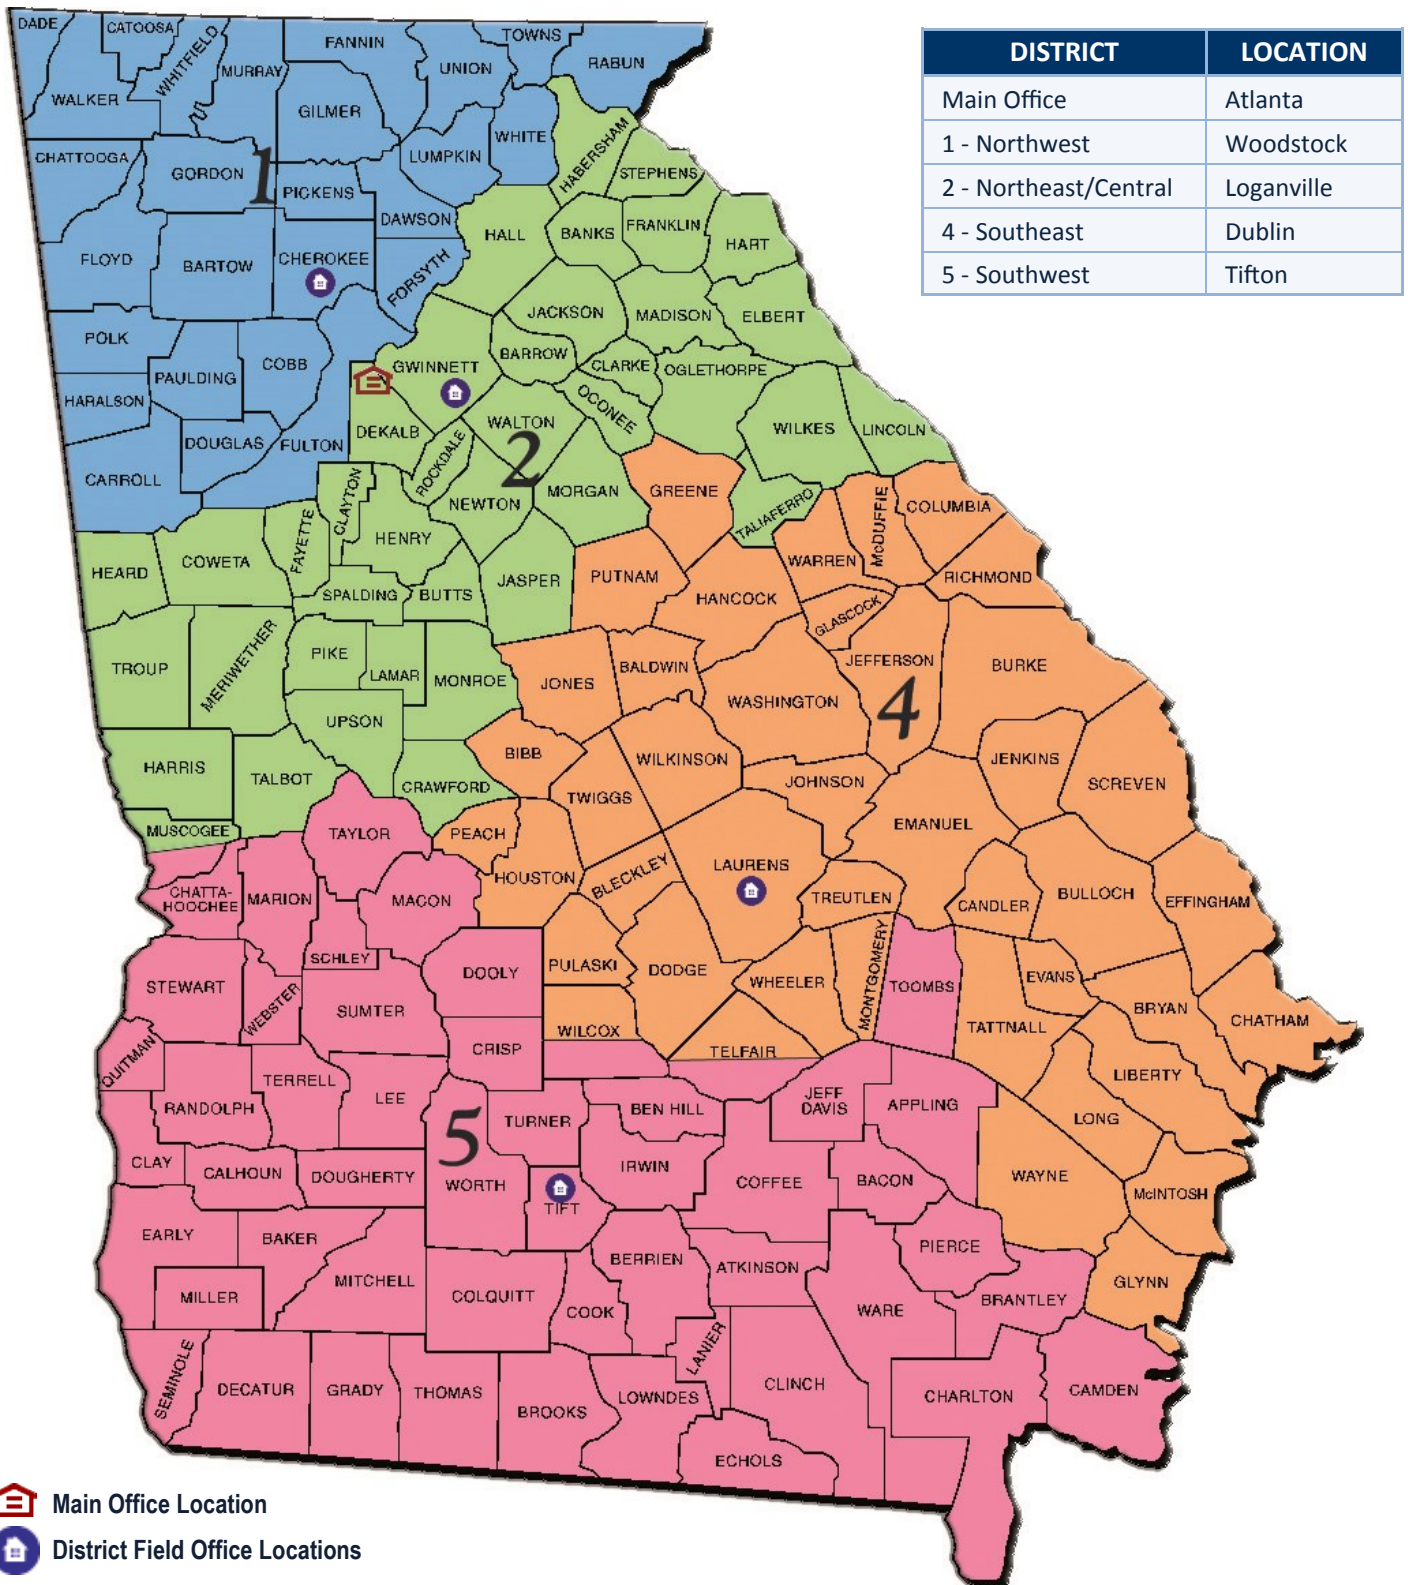 DISTRICT LOCATION
Main Office Atlanta
1 - Northwest Woodstock
2 - Northeast/Central Loganville
4 - Southeast Dublin
5 - Southwest Tifton
DADE
CATOOSA
WHITFIELD
MURRAY
FANNIN
TOWNS
UNION
RABUN
WALKER
GILMER
WHITE
LUMPKIN
HABERSHAM
STEPHENS
CHATTOOGA
GORDON
1
PICKENS
DAWSON
HALL
BANKS
FRANKLIN
HART
FLOYD
BARTOW
CHEROKEE
FORSYTH
JACKSON
MADISON
ELBERT
POLK
PAULDING
COBB
GWINNETT
BARROW
CLARKE
OGLETHORPE
HARALSON
OCONEE
DOUGLAS
FULTON
DEKALB
ROCKDALE
WALTON
2
WILKES
LINCOLN
CARROLL
CLAYTON
NEWTON
MORGAN
GREENE
TALIAFERRO
McDUFFIE
COLUMBIA
HEARD
COWETA
FAYETTE
HENRY
WARREN
RICHMOND
SPALDING
BUTTS
JASPER
PUTNAM
HANCOCK
GLASCOCK
TROUP
MERIWETHER
PIKE
LAMAR
MONROE
JONES
BALDWIN
WASHINGTON
JEFFERSON
4
BURKE
UPSON
HARRIS
TALBOT
CRAWFORD
BIBB
TWIGGS
WILKINSON
JOHNSON
JENKINS
SCREVEN
MUSCOGEE
TAYLOR
PEACH
EMANUEL
CHATTA-
HOOCHEE
MARION
MACON
HOUSTON
BLECKLEY
LAURENS
TREUTLEN
CANDLER
BULLOCH
EFFINGHAM
SCHLEY
STEWART
WEBSTER
SUMTER
DOOLY
PULASKI
DODGE
WHEELER
MONTGOMERY
TOOMBS
EVANS
TATTNALL
BRYAN
CHATHAM
WILCOX
TELFAIR
CRISP
QUITMAN
TERRELL
RANDOLPH
LEE
5
TURNER
BEN HILL
JEFF
DAVIS
APPLING
LIBERTY
LONG
CLAY
CALHOUN
DOUGHERTY
WORTH
TIFT
IRWIN
COFFEE
BACON
WAYNE
McINTOSH
EARLY
BAKER
MITCHELL
BERRIEN
ATKINSON
PIERCE
GLYNN
MILLER
COLQUITT
COOK
WARE
BRANTLEY
LANIER
SEMINOLE
DECATUR
GRADY
THOMAS
BROOKS
LOWNDES
CLINCH
CHARLTON
CAMDEN
ECHOLS
Main Office Location
District Field Office Locations